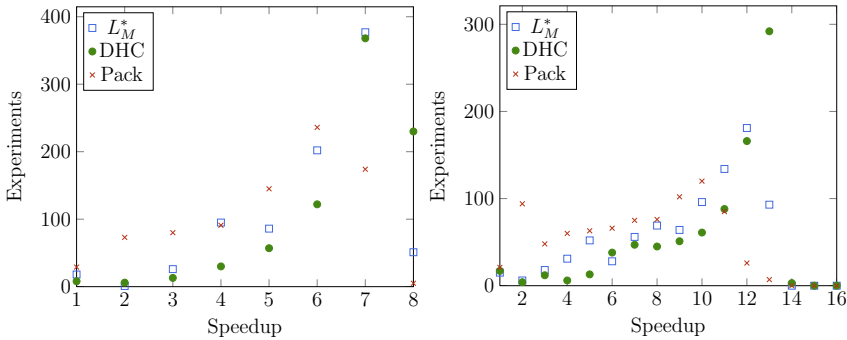 400
300
200
100
0
Experiments
L*_M
DHC
Pack
1 2 3 4 5 6 7 8
Speedup
300
200
100
0
Experiments
L*_M
DHC
Pack
2 4 6 8 10 12 14 16
Speedup